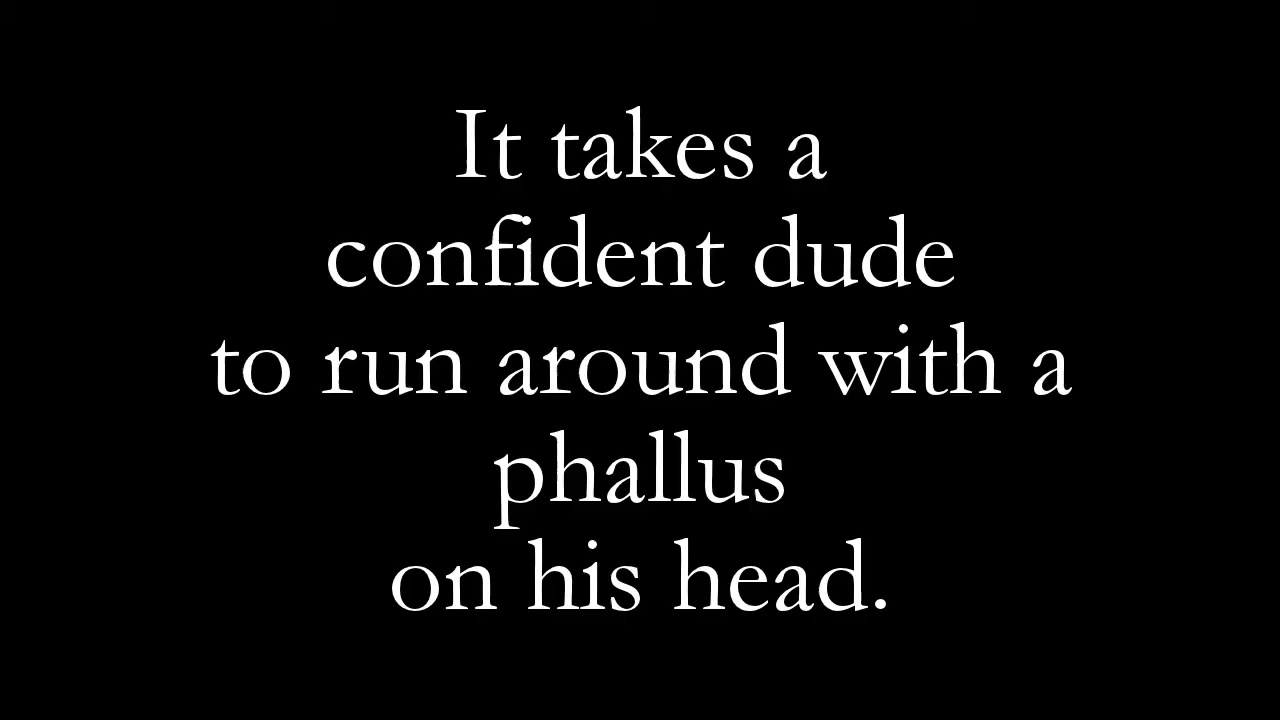 It takes a
confident dude
to run around with a
phallus
on his head.